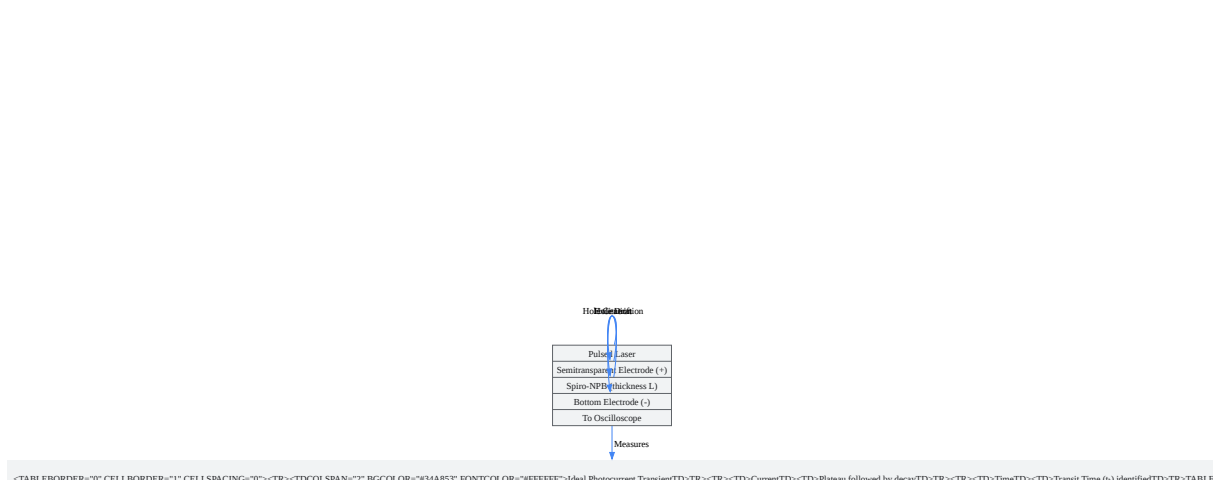 Pulsed Laser
Semitransparent Electrode (+)
Spiro-NPB (thickness L)
Bottom Electrode (-)
To Oscilloscope
Measures
<TABLEBORDER="0" CELLBORDER="1" CELLSPACING="0"><TR><TDCOLSPAN="2" BGCOLOR="#34A853" FONTCOLOR="#FFFFFF">Ideal Photocurrent TransientTD>TR><TR><TD>CurrentTD><TD>Plateau followed by decayTD>TR><TR><TD>TimeTD><TD>Transit Time (tₜ) identifiedTD>TR>TABLE